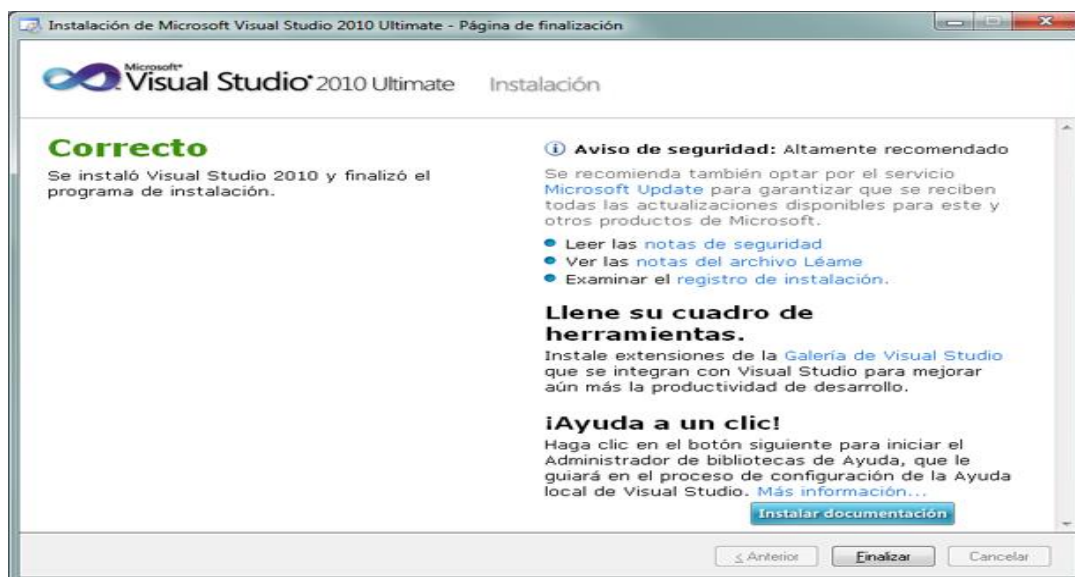 Instalación de Microsoft Visual Studio 2010 Ultimate - Página de finalización
Microsoft®
Visual Studio® 2010 Ultimate Instalación
Correcto
Se instaló Visual Studio 2010 y finalizó el
programa de instalación.
Aviso de seguridad: Altamente recomendado
Se recomienda también optar por el servicio
Microsoft Update para garantizar que se reciben
todas las actualizaciones disponibles para este y
otros productos de Microsoft.
Leer las notas de seguridad
Ver las notas del archivo Léame
Examinar el registro de instalación.
Llene su cuadro de
herramientas.
Instale extensiones de la Galería de Visual Studio
que se integran con Visual Studio para mejorar
aún más la productividad de desarrollo.
¡Ayuda a un clic!
Haga clic en el botón siguiente para iniciar el
Administrador de bibliotecas de Ayuda, que le
guiará en el proceso de configuración de la Ayuda
local de Visual Studio. Más información...
Instalar documentación
< Anterior Finalizar Cancelar